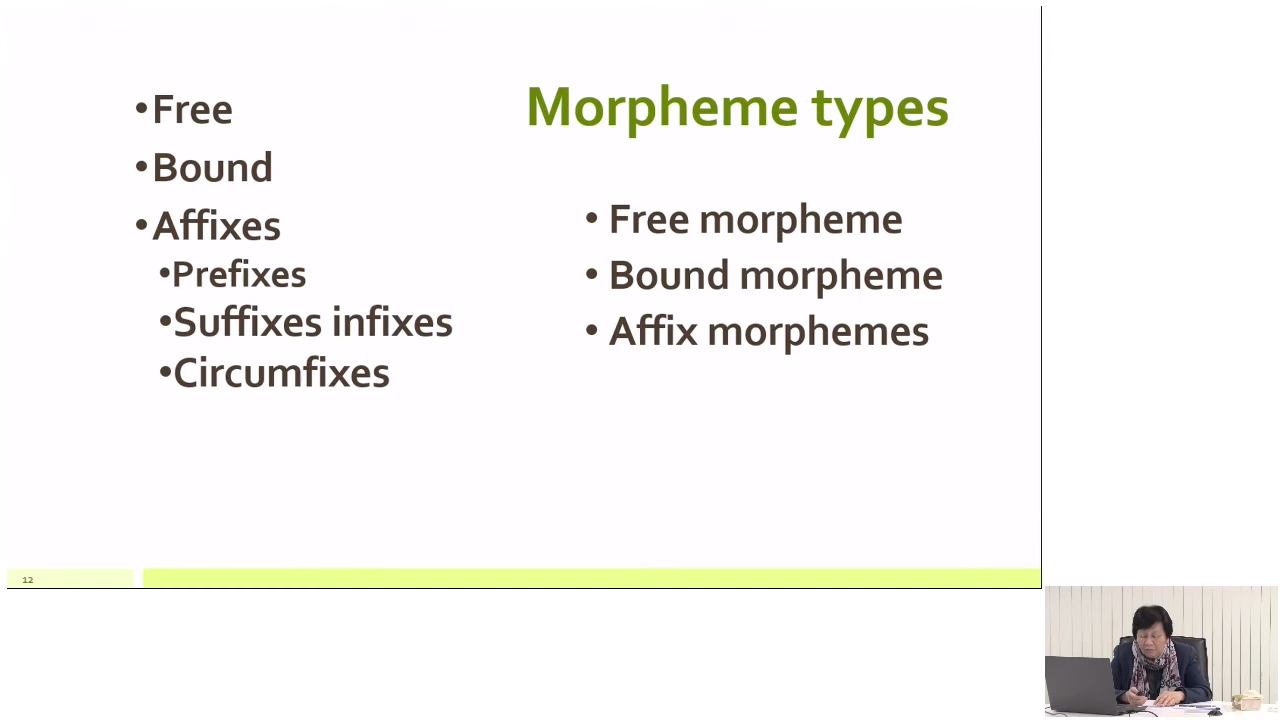 •Free
•Bound
•Affixes
•Prefixes
•Suffixes infixes
•Circumfixes
Morpheme types
• Free morpheme
• Bound morpheme
• Affix morphemes
12